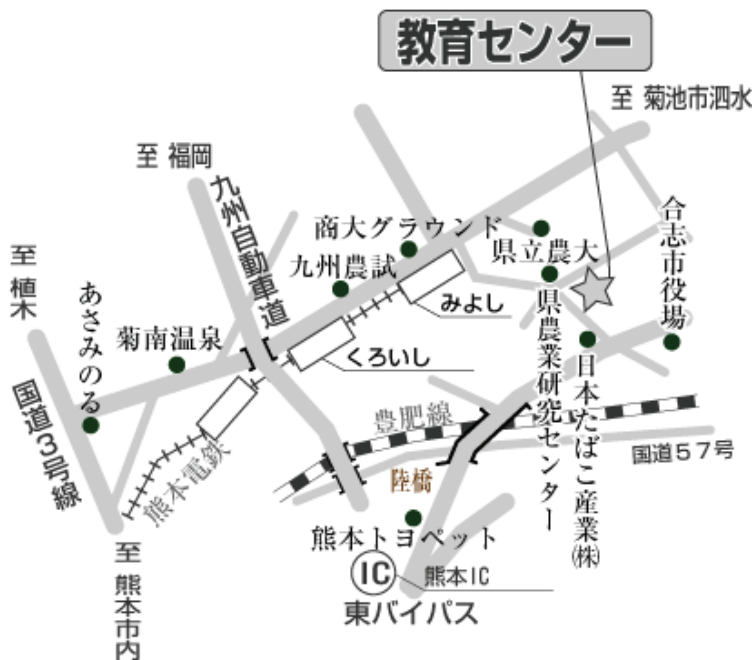 教育センター
至 菊池市泗水
至 福岡
九州自動車道
商大グラウンド
県立農大
合志市役場
九州農試
至 植木
あさみのる
菊南温泉
みよし
くろいし
県農業研究センター
日本たばこ産業㈱
国道3号線
熊本電鉄
豊肥線
国道57号
陸橋
熊本トヨペット
IC
熊本IC
東バイパス
至 熊本市内